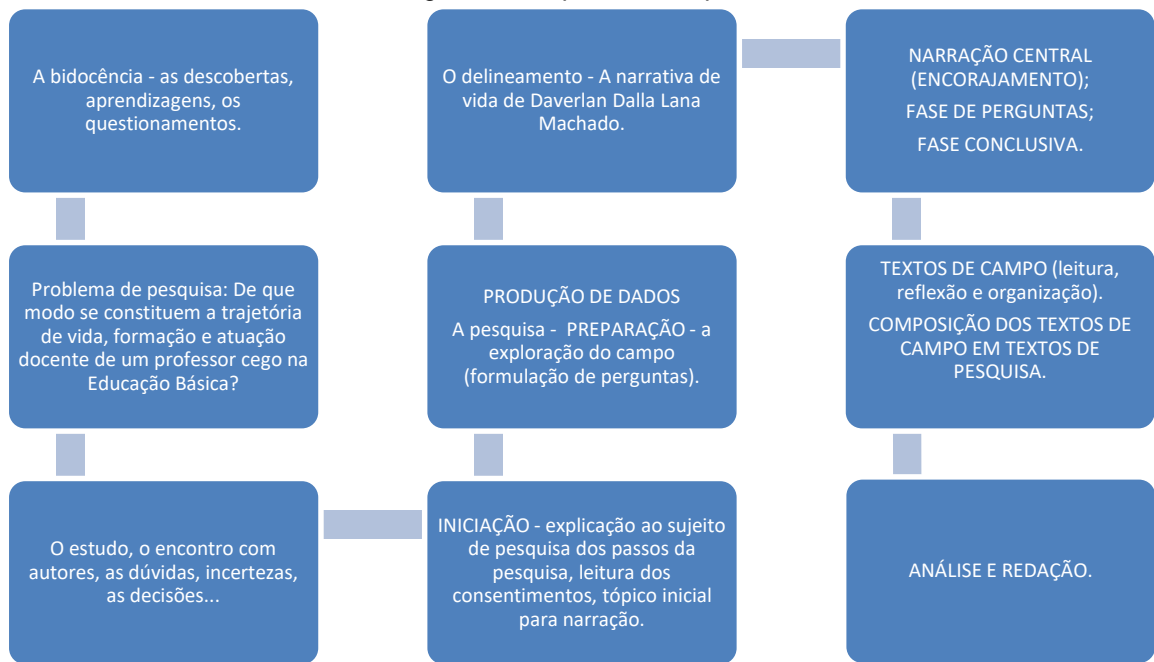 A bidocência - as descobertas,
aprendizagens, os
questionamentos.
Problema de pesquisa: De que
modo se constituem a trajetória
de vida, formação e atuação
docente de um professor cego na
Educação Básica?
O estudo, o encontro com
autores, as dúvidas, incertezas,
as decisões...
INICIAÇÃO - explicação ao sujeito
de pesquisa dos passos da
pesquisa, leitura dos
consentimentos, tópico inicial
para narração.
PRODUÇÃO DE DADOS
A pesquisa - PREPARAÇÃO - a
exploração do campo
(formulação de perguntas).
O delineamento - A narrativa de
vida de Daverlan Dalla Lana
Machado.
NARRAÇÃO CENTRAL
(ENCORAJAMENTO);
FASE DE PERGUNTAS;
FASE CONCLUSIVA.
TEXTOS DE CAMPO (leitura,
reflexão e organização).
COMPOSIÇÃO DOS TEXTOS DE
CAMPO EM TEXTOS DE
PESQUISA.
ANÁLISE E REDAÇÃO.